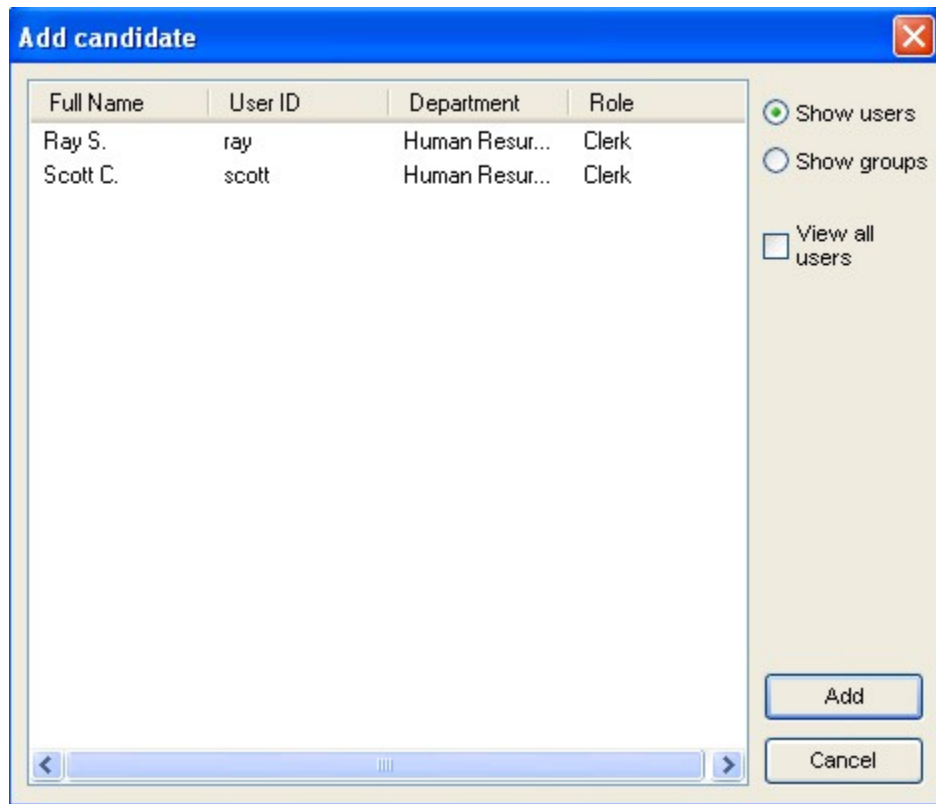 Add candidate
Full Name User ID Department Role
Ray S. ray Human Resur... Clerk
Scott C. scott Human Resur... Clerk
Show users
Show groups
View all
users
Add
Cancel